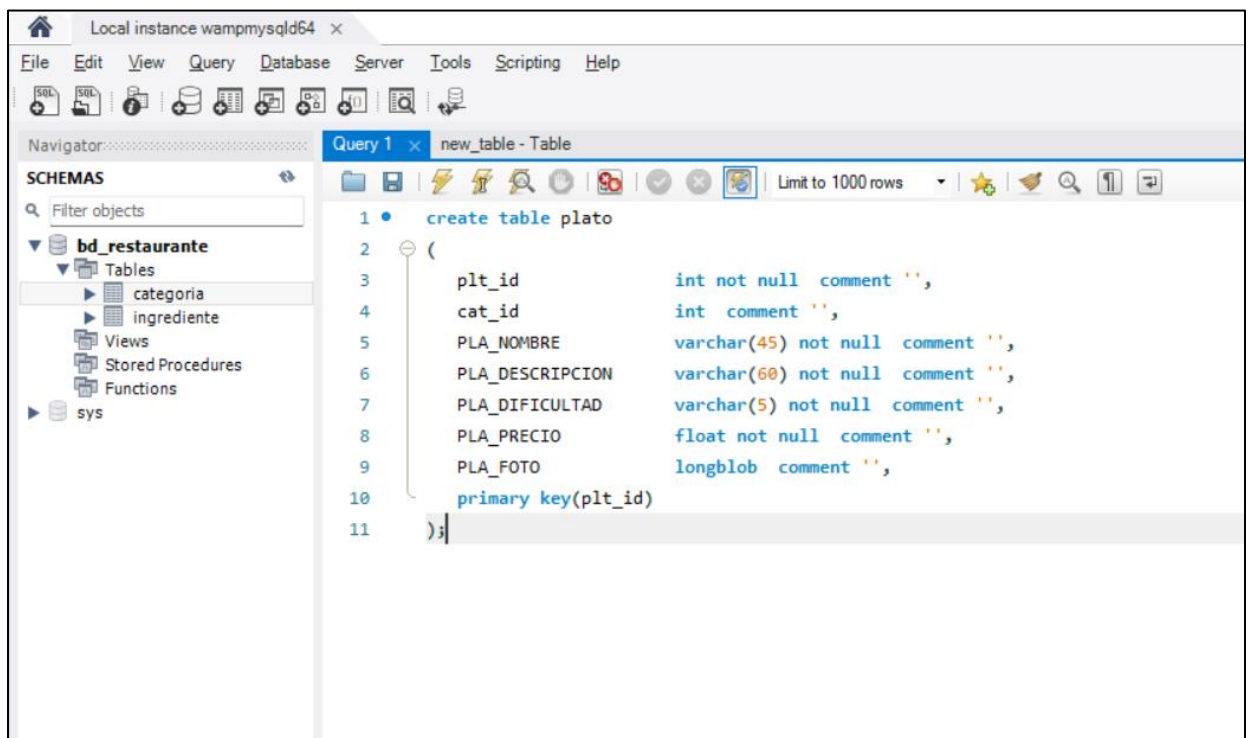 Local instance wampmysqld64 ×
File Edit View Query Database Server Tools Scripting Help
Navigator
SCHEMAS
Filter objects
bd_restaurante
Tables
categoria
ingrediente
Views
Stored Procedures
Functions
sys
Query 1 × new_table - Table
Limit to 1000 rows
1 create table plato
2 (
3 plt_id int not null comment '',
4 cat_id int comment '',
5 PLA_NOMBRE varchar(45) not null comment '',
6 PLA_DESCRIPCION varchar(60) not null comment '',
7 PLA_DIFICULTAD varchar(5) not null comment '',
8 PLA_PRECIO float not null comment '',
9 PLA_FOTO longblob comment '',
10 primary key(plt_id)
11 );